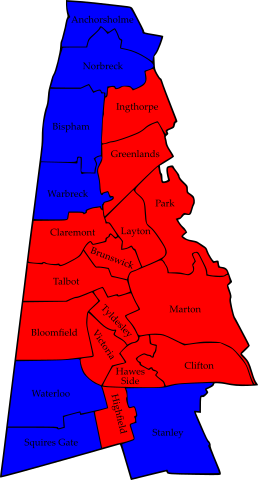 Anchorsholme
Norbreck
Ingthorpe
Bispham
Greenlands
Warbreck
Park
Claremont
Layton
Brunswick
Talbot
Tyldesley
Marton
Bloomfield
Victoria
Clifton
Hawes
Side
Waterloo
Highfield
Stanley
Squires Gate